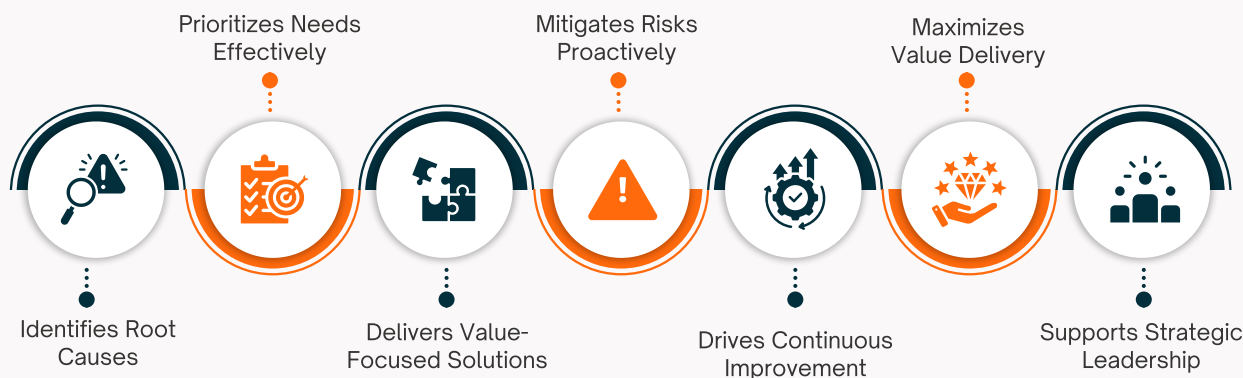 Identifies Root
Causes
Prioritizes Needs
Effectively
Delivers Value-
Focused Solutions
Mitigates Risks
Proactively
Drives Continuous
Improvement
Maximizes
Value Delivery
Supports Strategic
Leadership